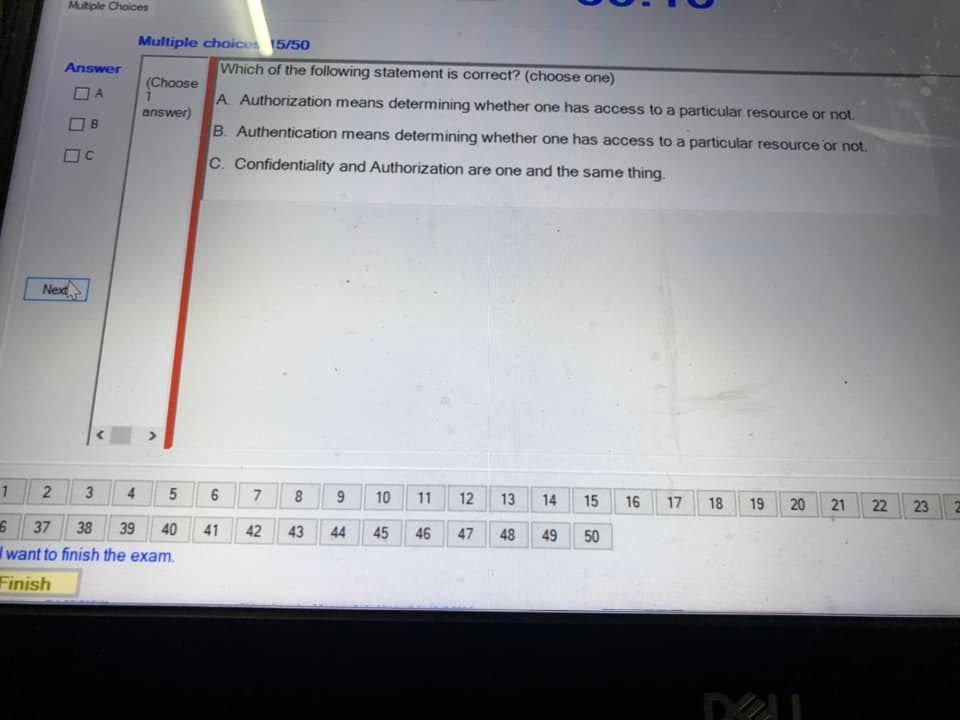 Multiple Choices
Multiple choices 15/50
Answer
A
B
C
(Choose
1
answer)
Which of the following statement is correct? (choose one)
A. Authorization means determining whether one has access to a particular resource or not.
B. Authentication means determining whether one has access to a particular resource or not.
C. Confidentiality and Authorization are one and the same thing.
Next
< >
1 2 3 4 5 6 7 8 9 10 11 12 13 14 15 16 17 18 19 20 21 22 23 2
6 37 38 39 40 41 42 43 44 45 46 47 48 49 50
I want to finish the exam.
Finish
DELL